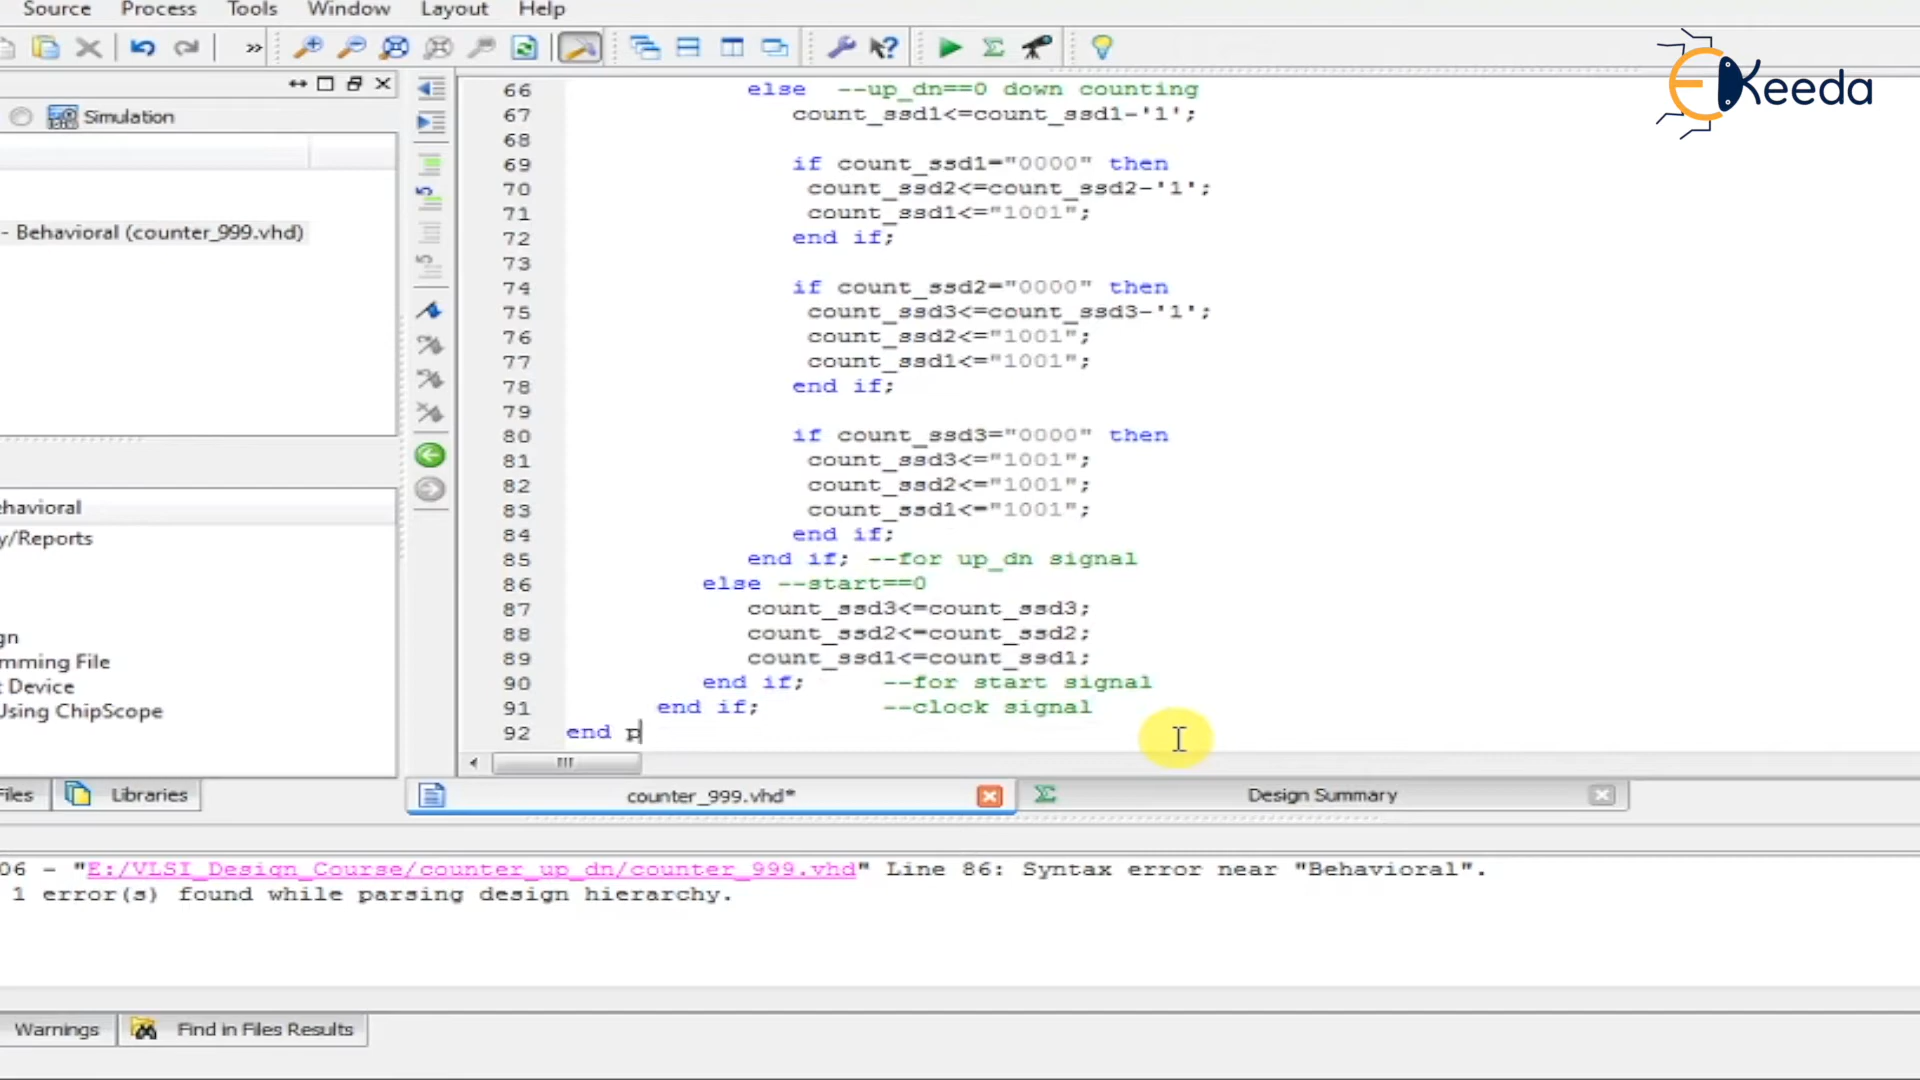 Source Process Tools Window Layout Help
»
Simulation
- Behavioral (counter_999.vhd)
ehavioral
y/Reports
gn
mming File
t Device
Using ChipScope
Files Libraries
66 else --up_dn==0 down counting
67 count_ssd1<=count_ssd1-'1';
68
69 if count_ssd1="0000" then
70 count_ssd2<=count_ssd2-'1';
71 count_ssd1<="1001";
72 end if;
73
74 if count_ssd2="0000" then
75 count_ssd3<=count_ssd3-'1';
76 count_ssd2<="1001";
77 count_ssd1<="1001";
78 end if;
79
80 if count_ssd3="0000" then
81 count_ssd3<="1001";
82 count_ssd2<="1001";
83 count_ssd1<="1001";
84 end if;
85 end if; --for up_dn signal
86 else --start==0
87 count_ssd3<=count_ssd3;
88 count_ssd2<=count_ssd2;
89 count_ssd1<=count_ssd1;
90 end if; --for start signal
91 end if; --clock signal
92 end p
counter_999.vhd* Design Summary
06 - "E:/VLSI_Design_Course/counter_up_dn/counter_999.vhd" Line 86: Syntax error near "Behavioral".
1 error(s) found while parsing design hierarchy.
Warnings Find in Files Results
EKeeda